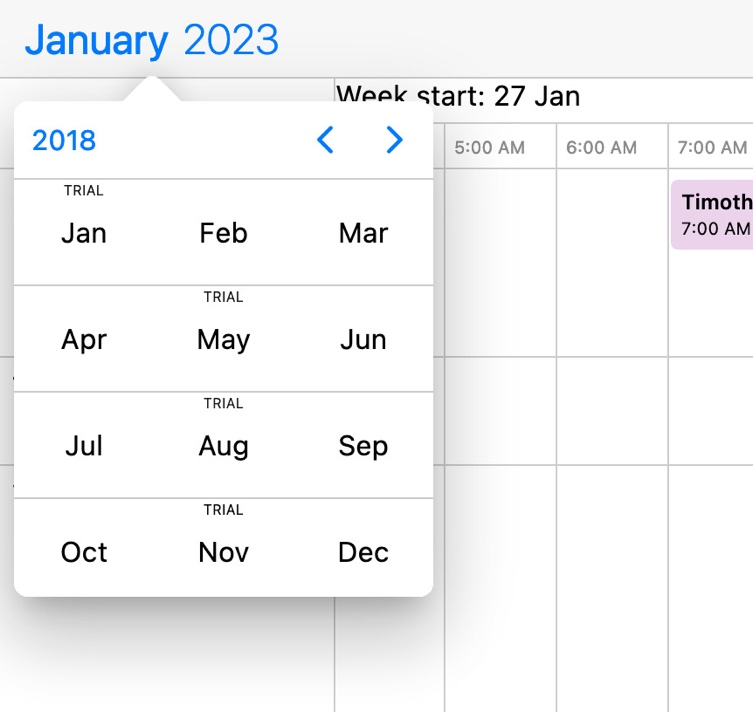 January 2023
Week start: 27 Jan
2018
5:00 AM 6:00 AM 7:00 AM
TRIAL
Jan Feb Mar
Timoth
7:00 AM
TRIAL
Apr May Jun
TRIAL
Jul Aug Sep
TRIAL
Oct Nov Dec